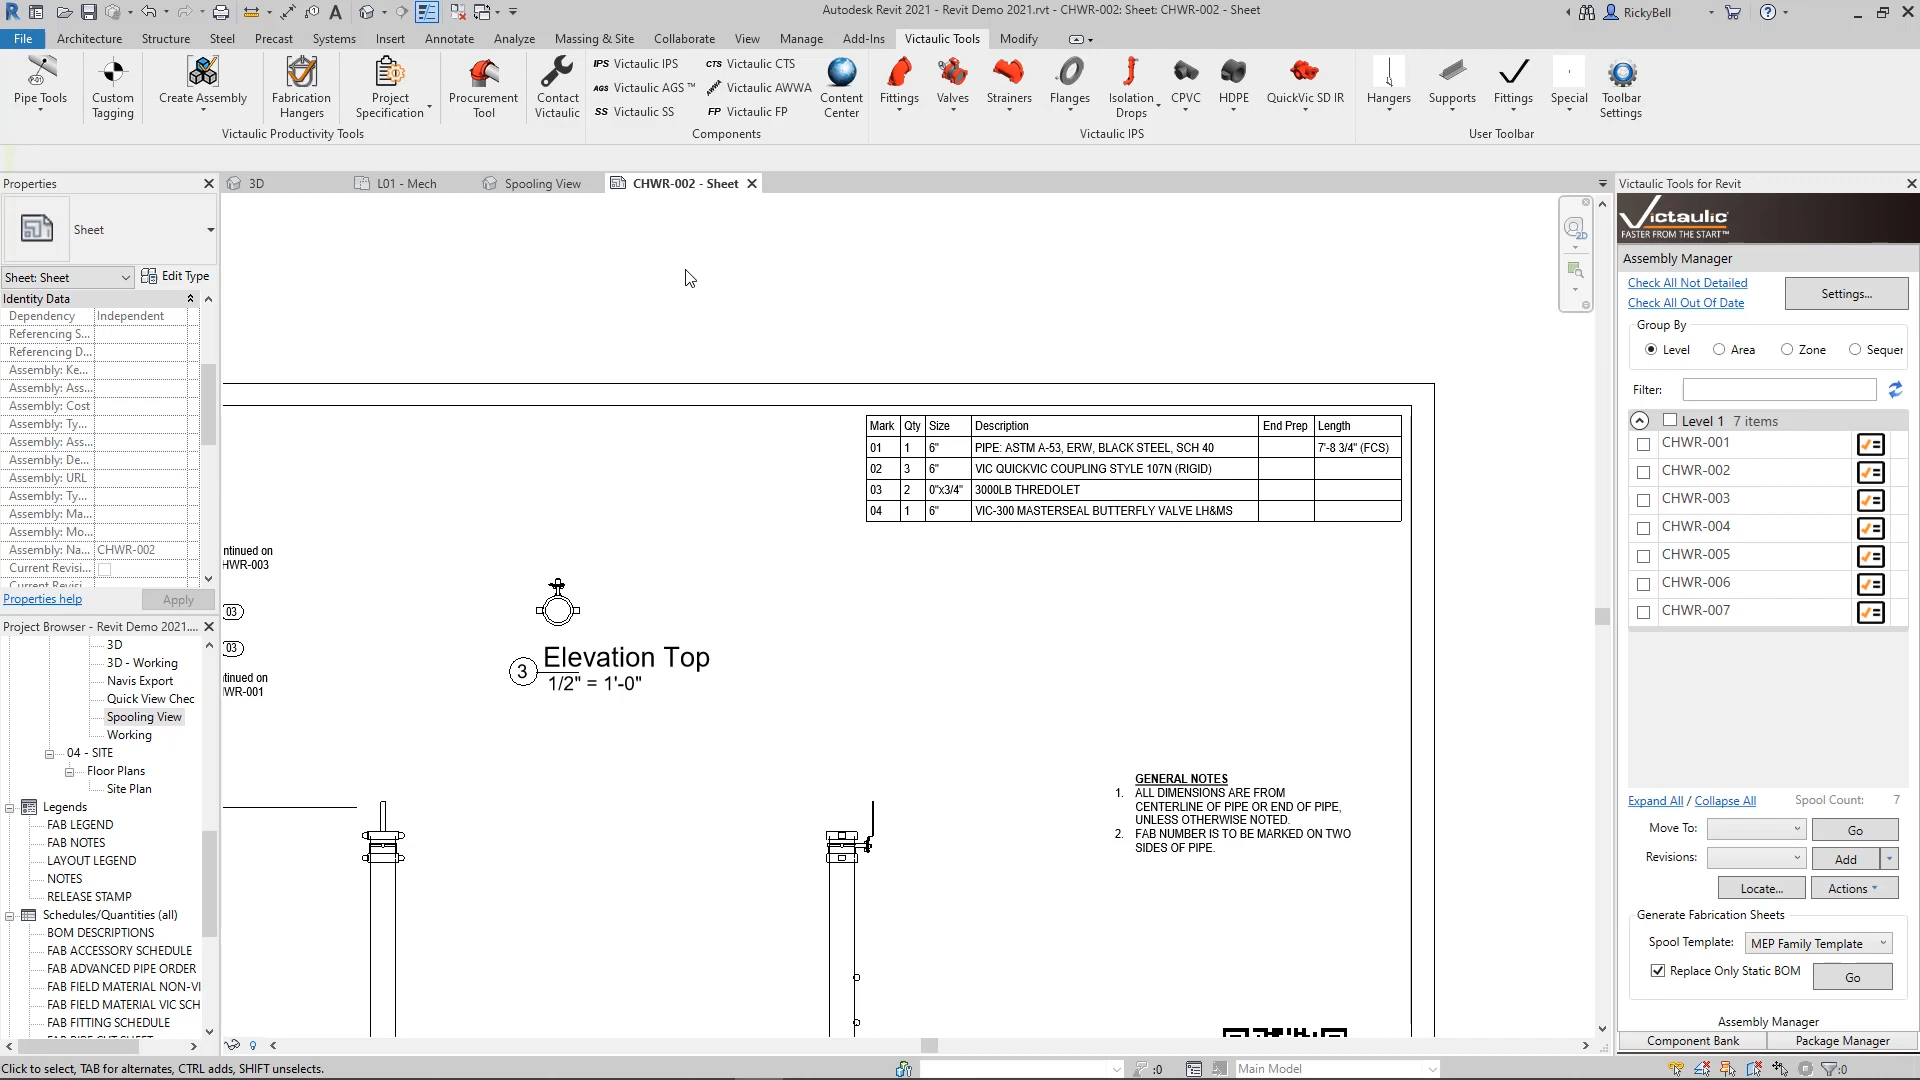 Autodesk Revit 2021 - Revit Demo 2021.rvt - CHWR-002: Sheet: CHWR-002 - Sheet
RickyBell
File Architecture Structure Steel Precast Systems Insert Annotate Analyze Massing & Site Collaborate View Manage Add-Ins Victaulic Tools Modify
Pipe Tools
Custom Tagging
Create Assembly
Fabrication Hangers
Project Specification
Procurement Tool
Contact Victaulic
IPS Victaulic IPS
CTS Victaulic CTS
AGS Victaulic AGS™
Victaulic AWWA
SS Victaulic SS
FP Victaulic FP
Content Center
Fittings
Valves
Strainers
Flanges
Isolation Drops
CPVC
HDPE
QuickVic SD IR
Hangers
Supports
Fittings
Special
Toolbar Settings
Victaulic Productivity Tools
Components
Victaulic IPS
User Toolbar
Properties
3D
L01 - Mech
Spooling View
CHWR-002 - Sheet
Victaulic Tools for Revit
Sheet
Sheet: Sheet
Edit Type
Identity Data
Dependency Independent
Referencing S...
Referencing D...
Assembly: Ke...
Assembly: Ass...
Assembly: Cost
Assembly: Ty...
Assembly: Ass...
Assembly: De...
Assembly: URL
Assembly: Ty...
Assembly: Ma...
Assembly: Mo...
Assembly: Na... CHWR-002
Current Revisi...
Current Revisi
Properties help
Apply
Project Browser - Revit Demo 2021....
3D
3D - Working
Navis Export
Quick View Chec
Spooling View
Working
04 - SITE
Floor Plans
Site Plan
Legends
FAB LEGEND
FAB NOTES
LAYOUT LEGEND
NOTES
RELEASE STAMP
Schedules/Quantities (all)
BOM DESCRIPTIONS
FAB ACCESSORY SCHEDULE
FAB ADVANCED PIPE ORDER
FAB FIELD MATERIAL NON-VI
FAB FIELD MATERIAL VIC SCH
FAB FITTING SCHEDULE
FAB PIPE CUT SHEET
Mark Qty Size Description End Prep Length
01 1 6" PIPE: ASTM A-53, ERW, BLACK STEEL, SCH 40 7'-8 3/4" (FCS)
02 3 6" VIC QUICKVIC COUPLING STYLE 107N (RIGID)
03 2 0"x3/4" 3000LB THREDOLET
04 1 6" VIC-300 MASTERSEAL BUTTERFLY VALVE LH&MS
ntinued on
HWR-003
03
03
tinued on
WR-001
3
Elevation Top
1/2" = 1'-0"
GENERAL NOTES
1. ALL DIMENSIONS ARE FROM
CENTERLINE OF PIPE OR END OF PIPE,
UNLESS OTHERWISE NOTED.
2. FAB NUMBER IS TO BE MARKED ON TWO
SIDES OF PIPE.
2D
Victaulic
FASTER FROM THE START™
Assembly Manager
Check All Not Detailed
Check All Out Of Date
Settings...
Group By
Level Area Zone Sequer
Filter:
Level 1 7 items
CHWR-001
CHWR-002
CHWR-003
CHWR-004
CHWR-005
CHWR-006
CHWR-007
Expand All / Collapse All
Spool Count: 7
Move To:
Go
Revisions:
Add
Locate...
Actions
Generate Fabrication Sheets
Spool Template: MEP Family Template
Replace Only Static BOM
Go
Assembly Manager
Component Bank
Package Manager
Click to select, TAB for alternates, CTRL adds, SHIFT unselects.
:0
Main Model
:0